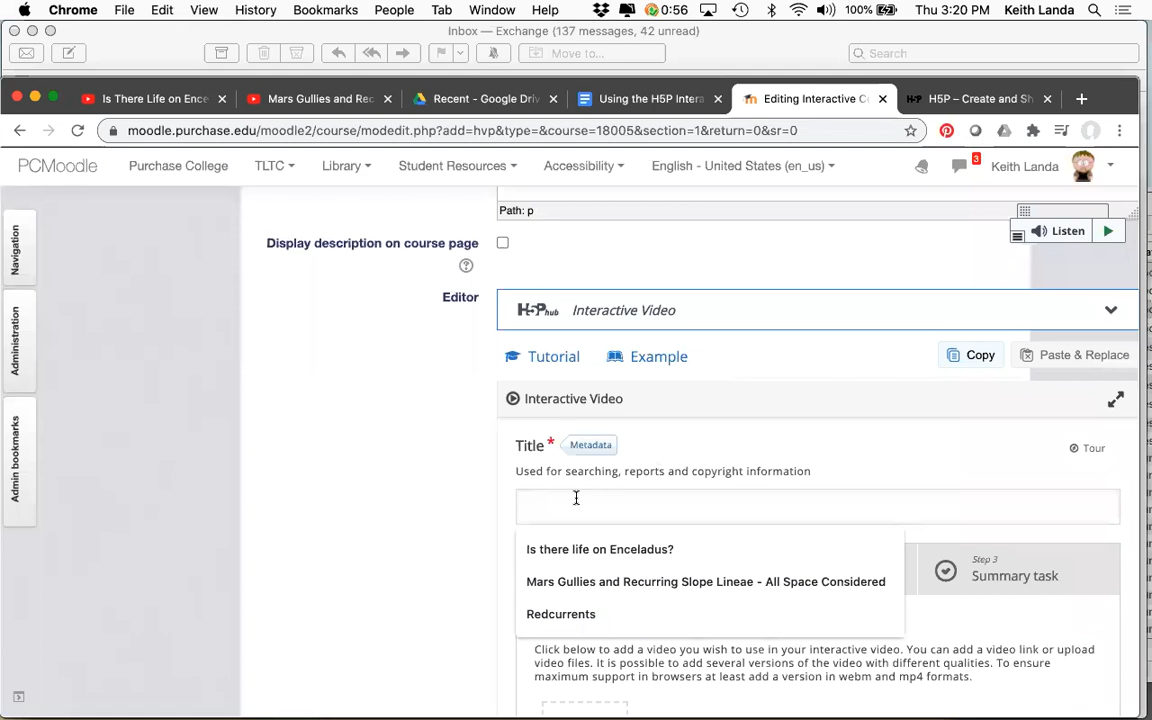 Chrome File Edit View History Bookmarks People Tab Window Help 0:56 100% Thu 3:20 PM Keith Landa
Inbox — Exchange (137 messages, 42 unread)
Move to... Search
Is There Life on Ence Mars Gullies and Rec Recent - Google Driv Using the H5P Intera Editing Interactive C H5P – Create and Sh
moodle.purchase.edu/moodle2/course/modedit.php?add=hvp&type=&course=18005&section=1&return=0&sr=0
PCMoodle Purchase College TLTC Library Student Resources Accessibility English - United States (en_us) 3 Keith Landa
Path: p
Listen
Display description on course page
Navigation
Editor
H5P hub Interactive Video
Administration
Tutorial Example Copy Paste & Replace
Interactive Video
Title* Metadata
Tour
Used for searching, reports and copyright information
Admin bookmarks
Is there life on Enceladus?
Mars Gullies and Recurring Slope Lineae - All Space Considered
Redcurrents
Step 3
Summary task
Click below to add a video you wish to use in your interactive video. You can add a video link or upload
video files. It is possible to add several versions of the video with different qualities. To ensure
maximum support in browsers at least add a version in webm and mp4 formats.